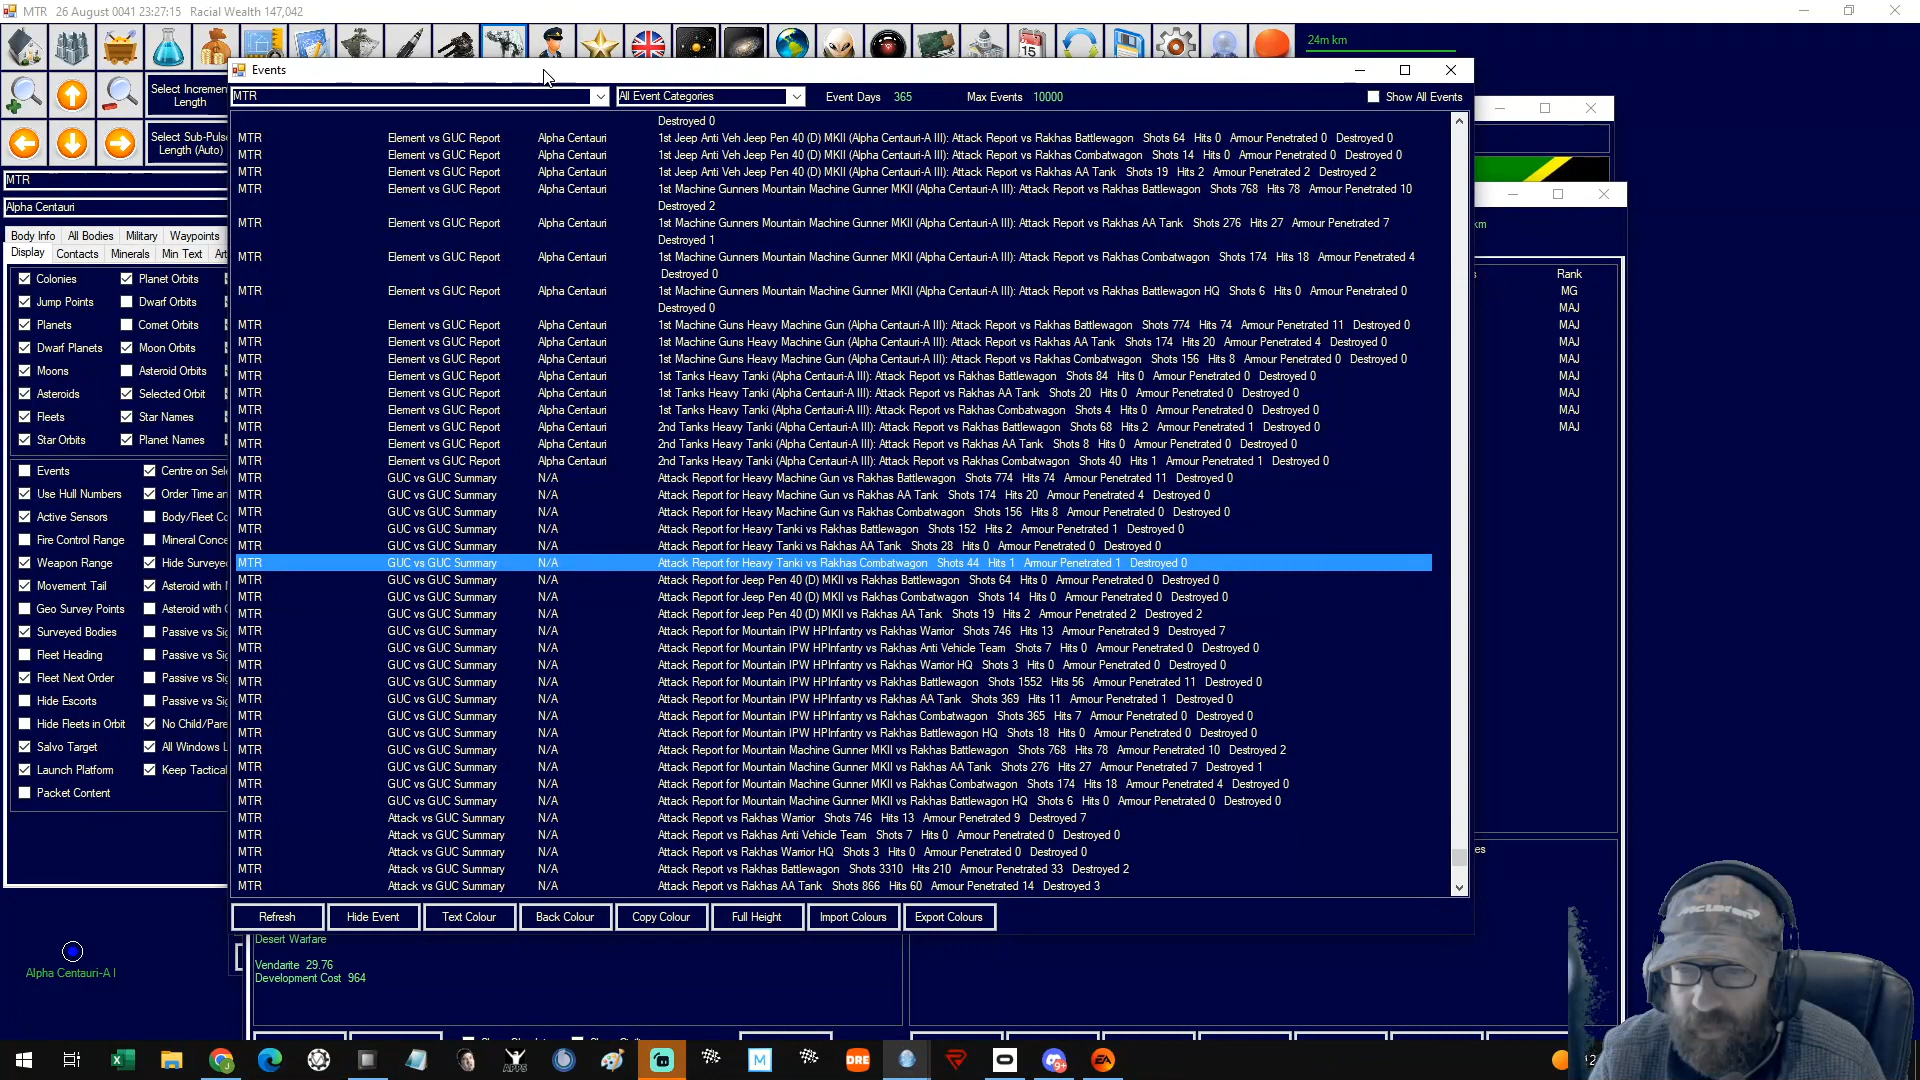 MTR 26 August 0041 23:27:15 Racial Wealth 147,042
24m km
Select Increment Length
Select Sub-Pulse Length (Auto)
MTR
Alpha Centauri
Body Info All Bodies Military Waypoints
Display Contacts Minerals Min Text
Colonies Planet Orbits
Jump Points Dwarf Orbits
Planets Comet Orbits
Dwarf Planets Moon Orbits
Moons Asteroid Orbits
Asteroids Selected Orbit
Fleets Star Names
Star Orbits Planet Names
Events Centre on Sel
Use Hull Numbers Order Time an
Active Sensors Body/Fleet Co
Fire Control Range Mineral Conce
Weapon Range Hide Surveye
Movement Tail Asteroid with M
Geo Survey Points Asteroid with
Surveyed Bodies Passive vs Sig
Fleet Heading Passive vs Si
Fleet Next Order Passive vs Si
Hide Escorts Passive vs Si
Hide Fleets in Orbit No Child/Pare
Salvo Target All Windows
Launch Platform Keep Tactical
Packet Content
Alpha Centauri-A I
Events
MTR All Event Categories Event Days 365 Max Events 10000 Show All Events
Destroyed 0
MTR Element vs GUC Report Alpha Centauri 1st Jeep Anti Veh Jeep Pen 40 (D) MKII (Alpha Centauri-A III): Attack Report vs Rakhas Battlewagon Shots 64 Hits 0 Armour Penetrated 0 Destroyed 0
MTR Element vs GUC Report Alpha Centauri 1st Jeep Anti Veh Jeep Pen 40 (D) MKII (Alpha Centauri-A III): Attack Report vs Rakhas Combatwagon Shots 14 Hits 0 Armour Penetrated 0 Destroyed 0
MTR Element vs GUC Report Alpha Centauri 1st Jeep Anti Veh Jeep Pen 40 (D) MKII (Alpha Centauri-A III): Attack Report vs Rakhas AA Tank Shots 19 Hits 2 Armour Penetrated 2 Destroyed 2
MTR Element vs GUC Report Alpha Centauri 1st Machine Gunners Mountain Machine Gunner MKII (Alpha Centauri-A III): Attack Report vs Rakhas Battlewagon Shots 768 Hits 78 Armour Penetrated 10
Destroyed 2
MTR Element vs GUC Report Alpha Centauri 1st Machine Gunners Mountain Machine Gunner MKII (Alpha Centauri-A III): Attack Report vs Rakhas AA Tank Shots 276 Hits 27 Armour Penetrated 7
Destroyed 1
MTR Element vs GUC Report Alpha Centauri 1st Machine Gunners Mountain Machine Gunner MKII (Alpha Centauri-A III): Attack Report vs Rakhas Combatwagon Shots 174 Hits 18 Armour Penetrated 4
Destroyed 0
MTR Element vs GUC Report Alpha Centauri 1st Machine Gunners Mountain Machine Gunner MKII (Alpha Centauri-A III): Attack Report vs Rakhas Battlewagon HQ Shots 6 Hits 0 Armour Penetrated 0
Destroyed 0
MTR Element vs GUC Report Alpha Centauri 1st Machine Guns Heavy Machine Gun (Alpha Centauri-A III): Attack Report vs Rakhas Battlewagon Shots 774 Hits 74 Armour Penetrated 11 Destroyed 0
MTR Element vs GUC Report Alpha Centauri 1st Machine Guns Heavy Machine Gun (Alpha Centauri-A III): Attack Report vs Rakhas AA Tank Shots 174 Hits 20 Armour Penetrated 4 Destroyed 0
MTR Element vs GUC Report Alpha Centauri 1st Machine Guns Heavy Machine Gun (Alpha Centauri-A III): Attack Report vs Rakhas Combatwagon Shots 156 Hits 8 Armour Penetrated 0 Destroyed 0
MTR Element vs GUC Report Alpha Centauri 1st Tanks Heavy Tanki (Alpha Centauri-A III): Attack Report vs Rakhas Battlewagon Shots 84 Hits 0 Armour Penetrated 0 Destroyed 0
MTR Element vs GUC Report Alpha Centauri 1st Tanks Heavy Tanki (Alpha Centauri-A III): Attack Report vs Rakhas AA Tank Shots 20 Hits 0 Armour Penetrated 0 Destroyed 0
MTR Element vs GUC Report Alpha Centauri 1st Tanks Heavy Tanki (Alpha Centauri-A III): Attack Report vs Rakhas Combatwagon Shots 4 Hits 0 Armour Penetrated 0 Destroyed 0
MTR Element vs GUC Report Alpha Centauri 2nd Tanks Heavy Tanki (Alpha Centauri-A III): Attack Report vs Rakhas Battlewagon Shots 68 Hits 2 Armour Penetrated 1 Destroyed 0
MTR Element vs GUC Report Alpha Centauri 2nd Tanks Heavy Tanki (Alpha Centauri-A III): Attack Report vs Rakhas AA Tank Shots 8 Hits 0 Armour Penetrated 0 Destroyed 0
MTR Element vs GUC Report Alpha Centauri 2nd Tanks Heavy Tanki (Alpha Centauri-A III): Attack Report vs Rakhas Combatwagon Shots 40 Hits 1 Armour Penetrated 1 Destroyed 0
MTR GUC vs GUC Summary N/A Attack Report for Heavy Machine Gun vs Rakhas Battlewagon Shots 774 Hits 74 Armour Penetrated 11 Destroyed 0
MTR GUC vs GUC Summary N/A Attack Report for Heavy Machine Gun vs Rakhas AA Tank Shots 174 Hits 20 Armour Penetrated 4 Destroyed 0
MTR GUC vs GUC Summary N/A Attack Report for Heavy Machine Gun vs Rakhas Combatwagon Shots 156 Hits 8 Armour Penetrated 0 Destroyed 0
MTR GUC vs GUC Summary N/A Attack Report for Heavy Tanki vs Rakhas Battlewagon Shots 152 Hits 2 Armour Penetrated 1 Destroyed 0
MTR GUC vs GUC Summary N/A Attack Report for Heavy Tanki vs Rakhas AA Tank Shots 28 Hits 0 Armour Penetrated 0 Destroyed 0
MTR GUC vs GUC Summary N/A Attack Report for Heavy Tanki vs Rakhas Combatwagon Shots 44 Hits 1 Armour Penetrated 1 Destroyed 0
MTR GUC vs GUC Summary N/A Attack Report for Jeep Pen 40 (D) MKII vs Rakhas Battlewagon Shots 64 Hits 0 Armour Penetrated 0 Destroyed 0
MTR GUC vs GUC Summary N/A Attack Report for Jeep Pen 40 (D) MKII vs Rakhas Combatwagon Shots 14 Hits 0 Armour Penetrated 0 Destroyed 0
MTR GUC vs GUC Summary N/A Attack Report for Jeep Pen 40 (D) MKII vs Rakhas AA Tank Shots 19 Hits 2 Armour Penetrated 2 Destroyed 2
MTR GUC vs GUC Summary N/A Attack Report for Mountain IPW HPInfantry vs Rakhas Warrior Shots 746 Hits 13 Armour Penetrated 9 Destroyed 7
MTR GUC vs GUC Summary N/A Attack Report for Mountain IPW HPInfantry vs Rakhas Anti Vehicle Team Shots 7 Hits 0 Armour Penetrated 0 Destroyed 0
MTR GUC vs GUC Summary N/A Attack Report for Mountain IPW HPInfantry vs Rakhas Warrior HQ Shots 3 Hits 0 Armour Penetrated 0 Destroyed 0
MTR GUC vs GUC Summary N/A Attack Report for Mountain IPW HPInfantry vs Rakhas Battlewagon Shots 1552 Hits 56 Armour Penetrated 11 Destroyed 0
MTR GUC vs GUC Summary N/A Attack Report for Mountain IPW HPInfantry vs Rakhas AA Tank Shots 369 Hits 11 Armour Penetrated 1 Destroyed 0
MTR GUC vs GUC Summary N/A Attack Report for Mountain IPW HPInfantry vs Rakhas Combatwagon Shots 365 Hits 7 Armour Penetrated 0 Destroyed 0
MTR GUC vs GUC Summary N/A Attack Report for Mountain IPW HPInfantry vs Rakhas Battlewagon HQ Shots 18 Hits 0 Armour Penetrated 0 Destroyed 0
MTR GUC vs GUC Summary N/A Attack Report for Mountain Machine Gunner MKII vs Rakhas Battlewagon Shots 768 Hits 78 Armour Penetrated 10 Destroyed 2
MTR GUC vs GUC Summary N/A Attack Report for Mountain Machine Gunner MKII vs Rakhas AA Tank Shots 276 Hits 27 Armour Penetrated 7 Destroyed 1
MTR GUC vs GUC Summary N/A Attack Report for Mountain Machine Gunner MKII vs Rakhas Combatwagon Shots 174 Hits 18 Armour Penetrated 4 Destroyed 0
MTR GUC vs GUC Summary N/A Attack Report for Mountain Machine Gunner MKII vs Rakhas Battlewagon HQ Shots 6 Hits 0 Armour Penetrated 0 Destroyed 0
MTR Attack vs GUC Summary N/A Attack Report vs Rakhas Warrior Shots 746 Hits 13 Armour Penetrated 9 Destroyed 7
MTR Attack vs GUC Summary N/A Attack Report vs Rakhas Anti Vehicle Team Shots 7 Hits 0 Armour Penetrated 0 Destroyed 0
MTR Attack vs GUC Summary N/A Attack Report vs Rakhas Warrior HQ Shots 3 Hits 0 Armour Penetrated 0 Destroyed 0
MTR Attack vs GUC Summary N/A Attack Report vs Rakhas Battlewagon Shots 3310 Hits 210 Armour Penetrated 33 Destroyed 2
MTR Attack vs GUC Summary N/A Attack Report vs Rakhas AA Tank Shots 866 Hits 60 Armour Penetrated 14 Destroyed 3
Refresh Hide Event Text Colour Back Colour Copy Colour Full Height Import Colours Export Colours
Desert Warfare
Vendarite 29.76
Development Cost 964
km
Rank
MG
MAJ
MAJ
MAJ
MAJ
MAJ
MAJ
MAJ
MAJ
es
McLaren
APPS
M
DRE
EA